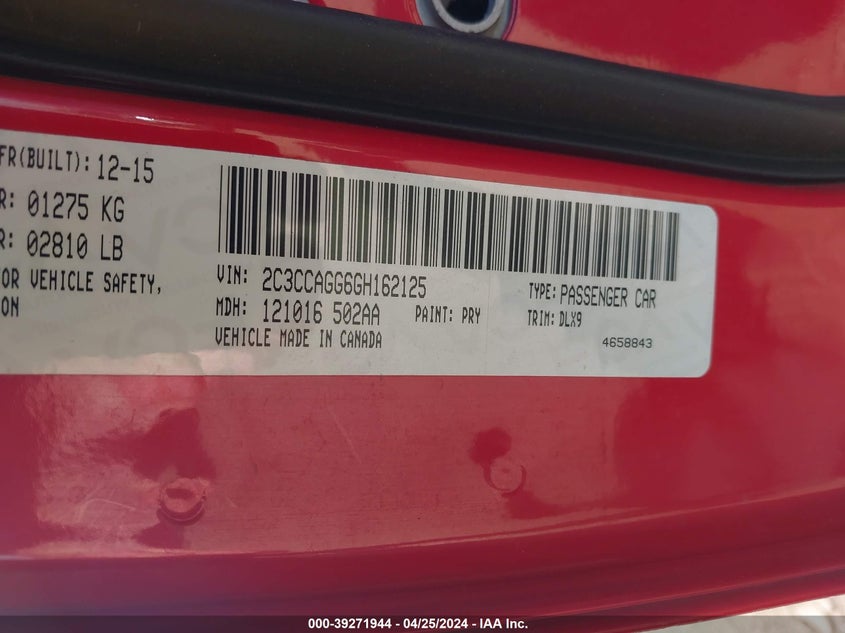 FR(BUILT): 12-15
R: 01275 KG
R: 02810 LB
OR VEHICLE SAFETY,
ON
VIN: 2C3CCAGG6GH162125
MDH: 121016 502AA PAINT: PRY
VEHICLE MADE IN CANADA
TYPE: PASSENGER CAR
TRIM: DLX9
4658843
000-39271944 / 04/25/2024 - IAA Inc.